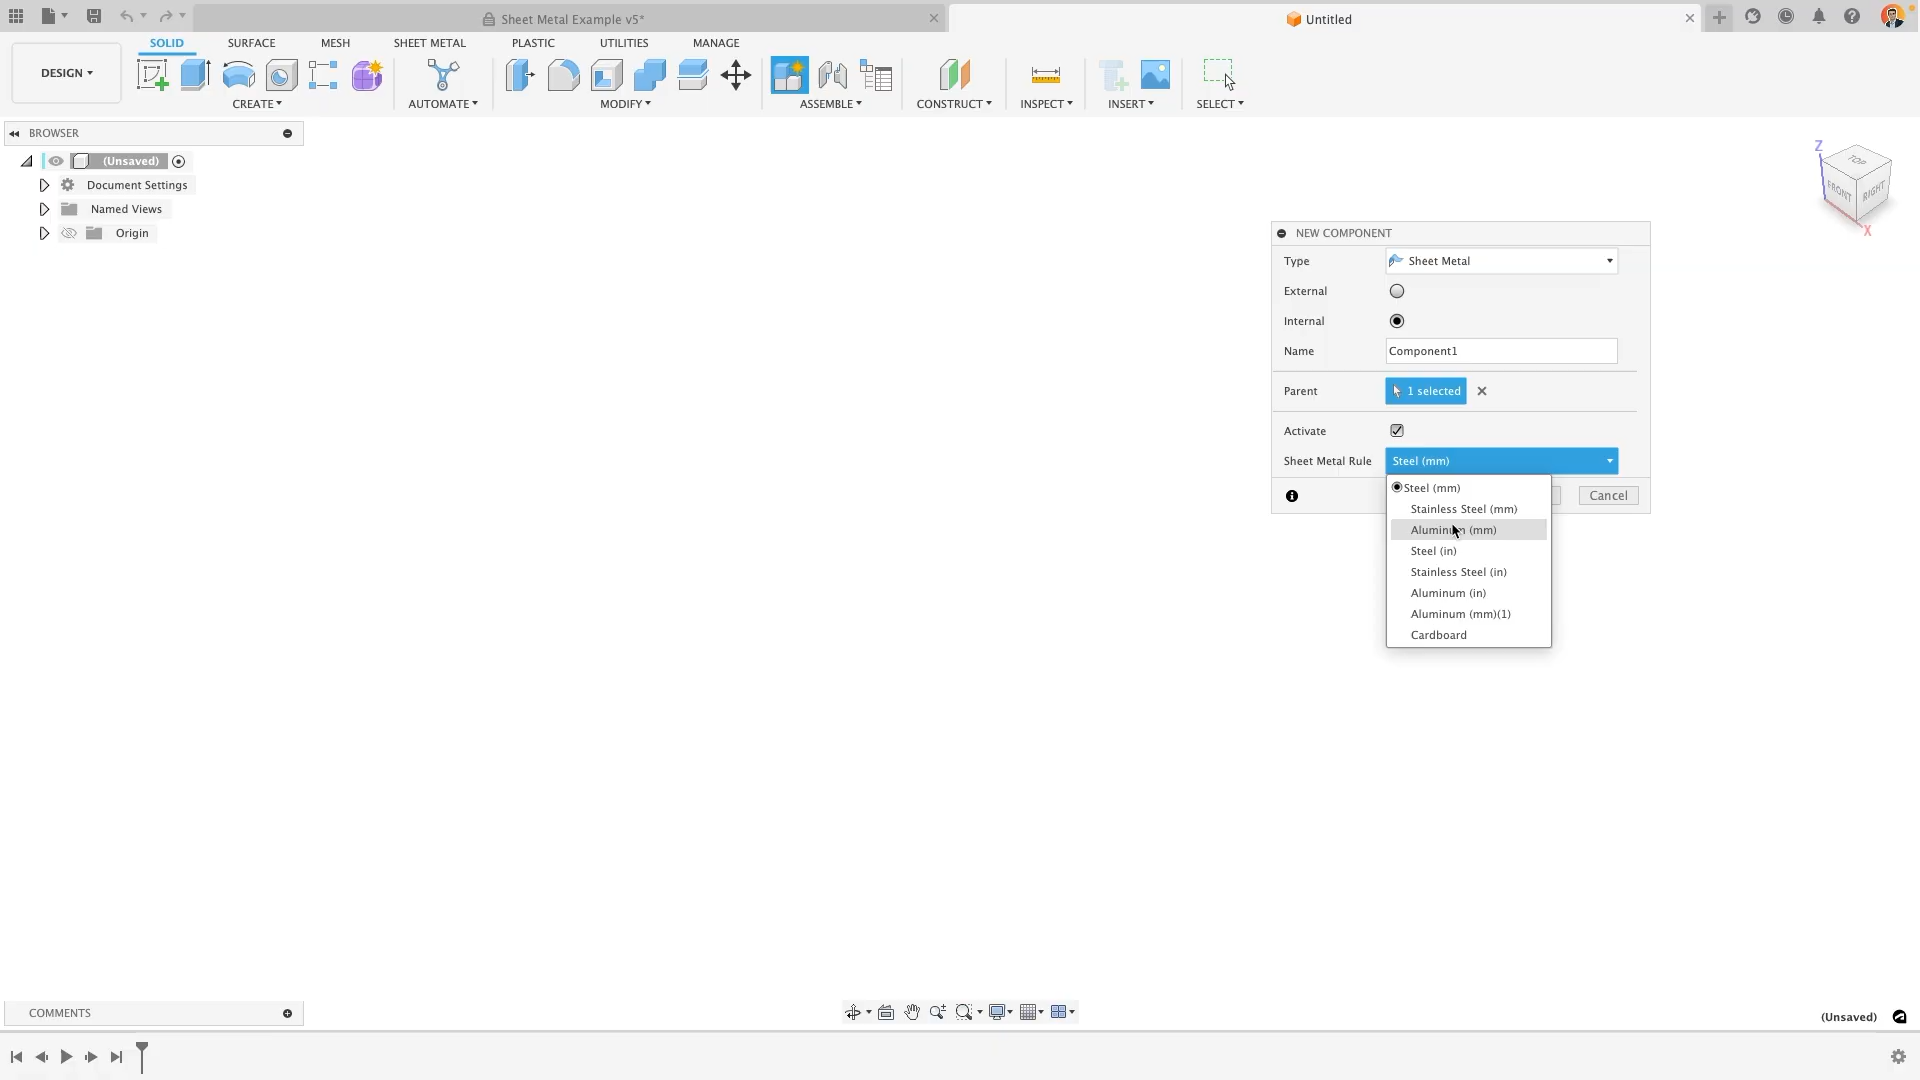 Sheet Metal Example v5*
Untitled
DESIGN
SOLID SURFACE MESH SHEET METAL PLASTIC UTILITIES MANAGE
CREATE AUTOMATE MODIFY ASSEMBLE CONSTRUCT INSPECT INSERT SELECT
BROWSER
(Unsaved)
Document Settings
Named Views
Origin
Z
TOP
FRONT
RIGHT
X
NEW COMPONENT
Type Sheet Metal
External
Internal
Name Component1
Parent 1 selected
Activate
Sheet Metal Rule Steel (mm)
Steel (mm)
Stainless Steel (mm)
Aluminum (mm)
Steel (in)
Stainless Steel (in)
Aluminum (in)
Aluminum (mm)(1)
Cardboard
Cancel
COMMENTS
(Unsaved)